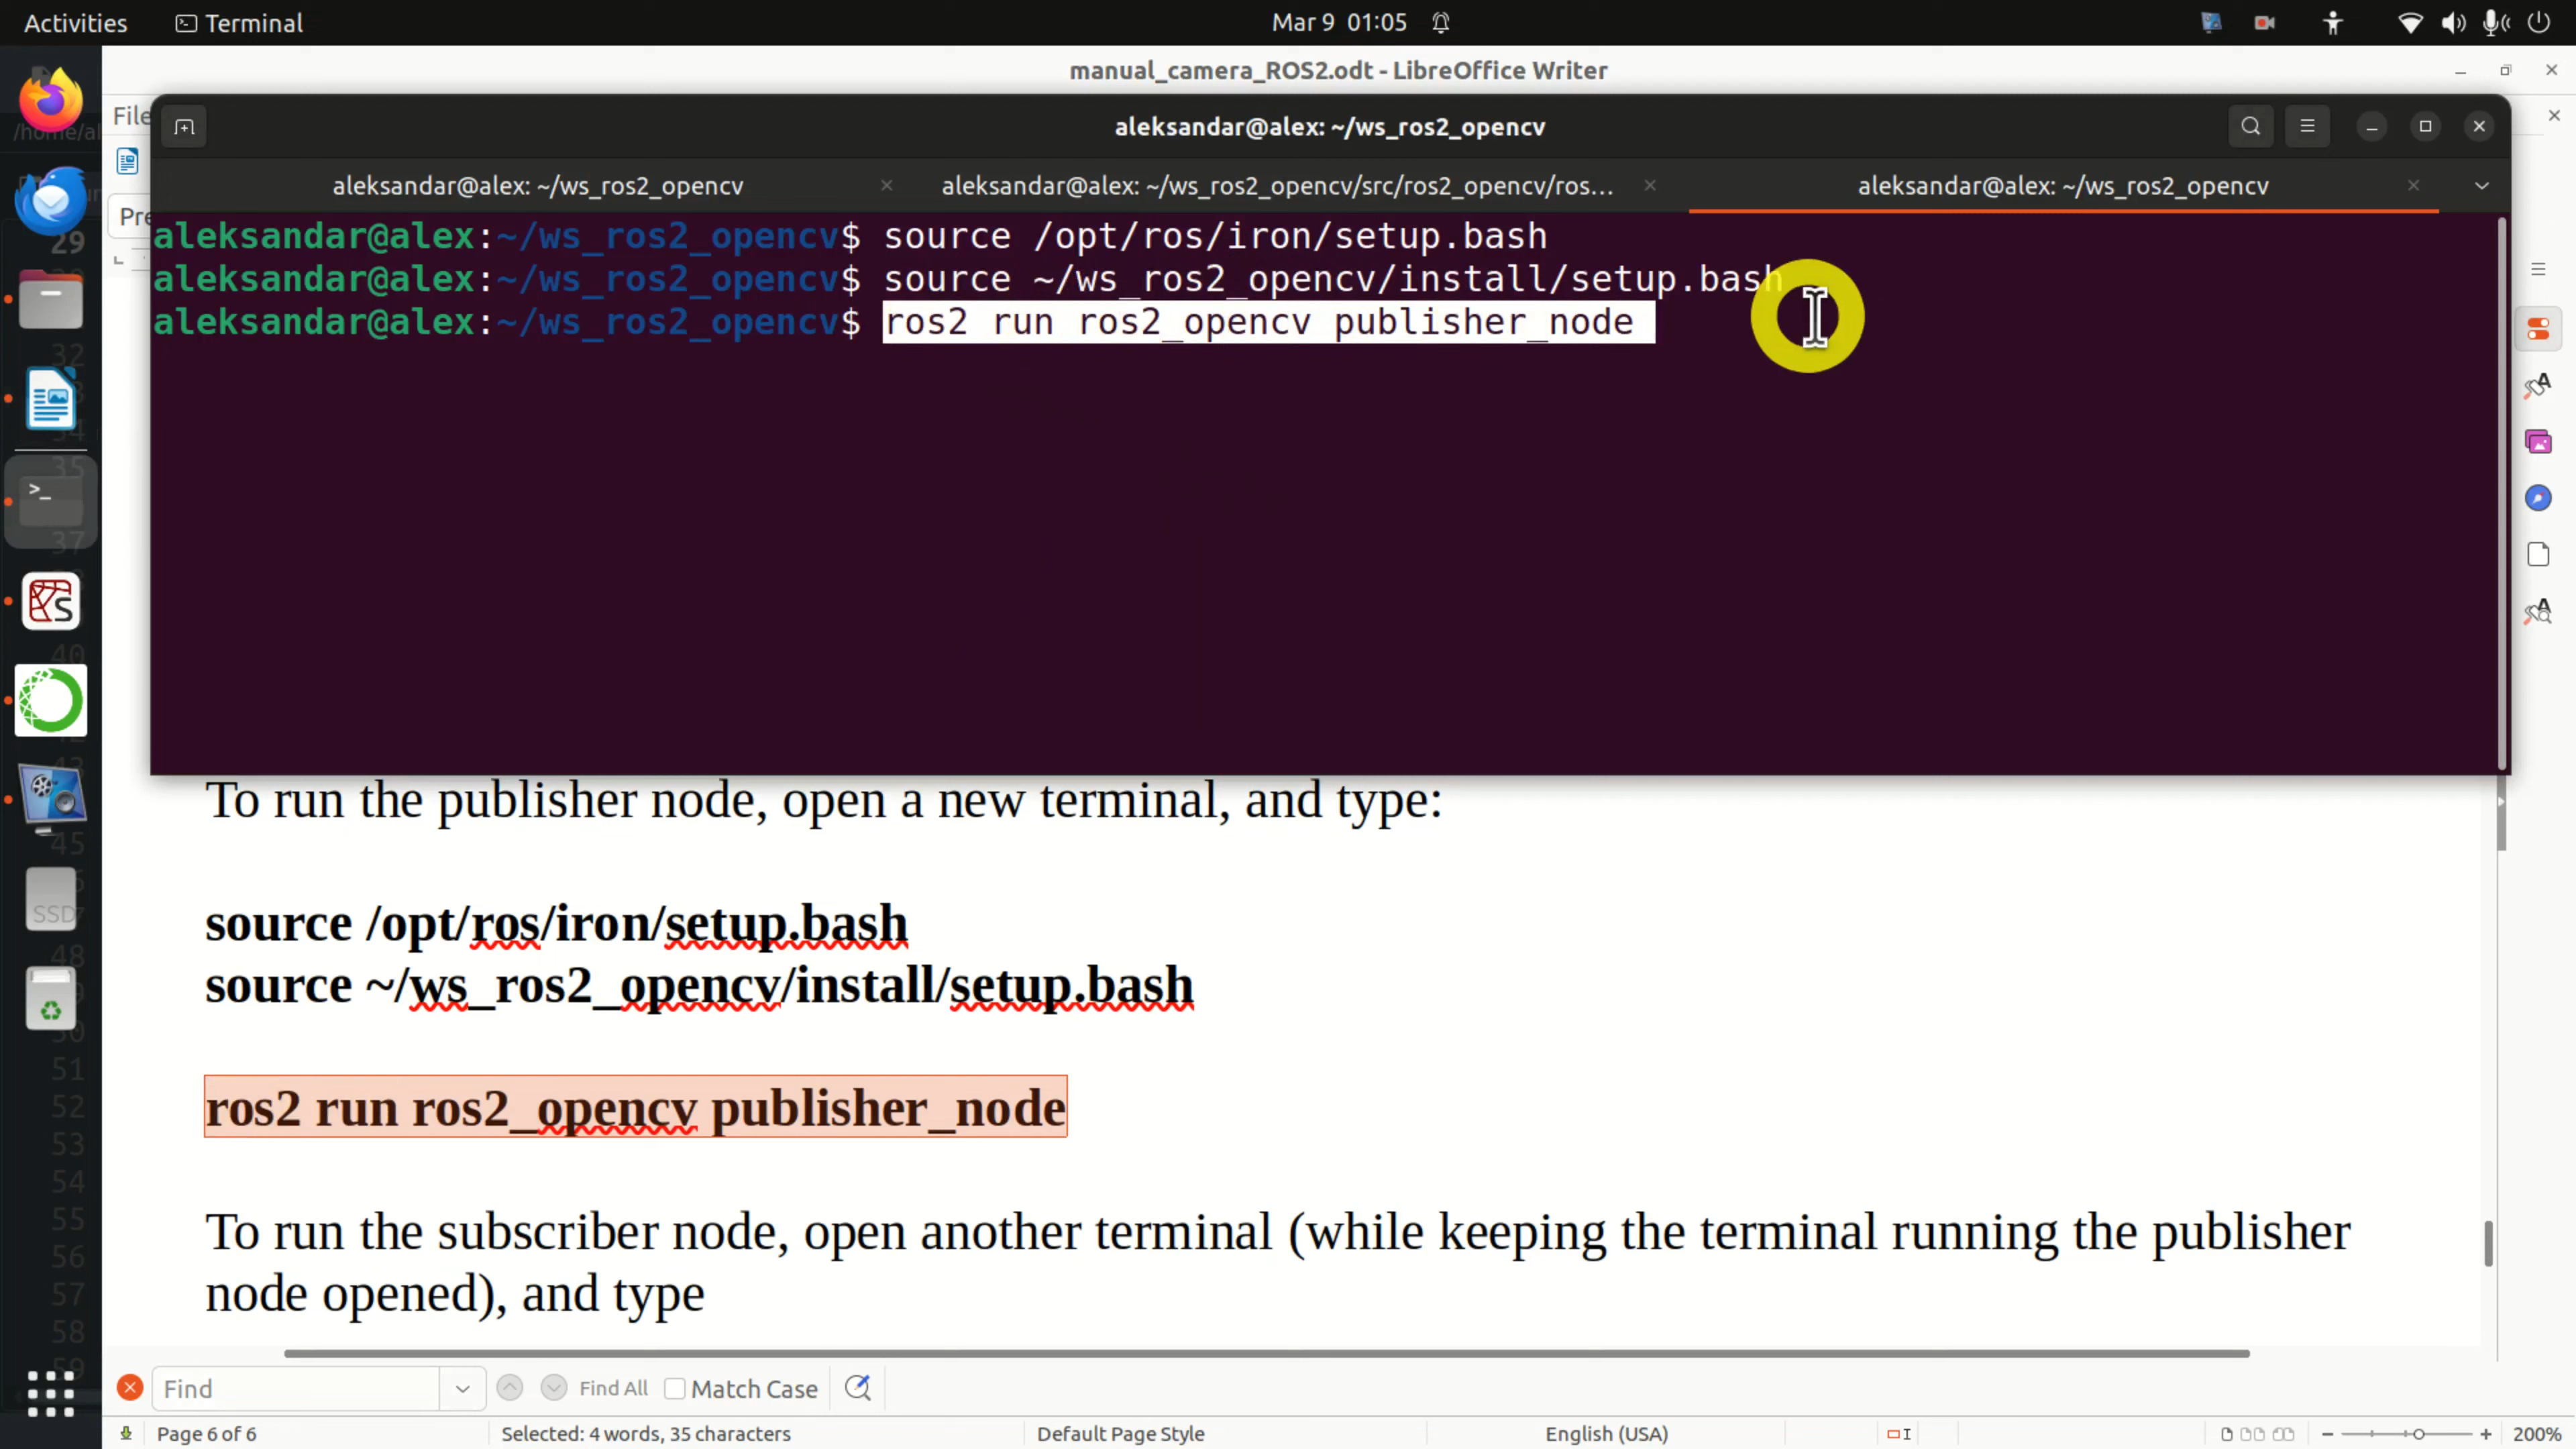 Activities Terminal Mar 9 01:05
manual_camera_ROS2.odt - LibreOffice Writer
File
aleksandar@alex: ~/ws_ros2_opencv
aleksandar@alex: ~/ws_ros2_opencv aleksandar@alex: ~/ws_ros2_opencv/src/ros2_opencv/ros... aleksandar@alex: ~/ws_ros2_opencv
aleksandar@alex:~/ws_ros2_opencv$ source /opt/ros/iron/setup.bash
aleksandar@alex:~/ws_ros2_opencv$ source ~/ws_ros2_opencv/install/setup.bash
aleksandar@alex:~/ws_ros2_opencv$ ros2 run ros2_opencv publisher_node
To run the publisher node, open a new terminal, and type:
source /opt/ros/iron/setup.bash
source ~/ws_ros2_opencv/install/setup.bash
ros2 run ros2_opencv publisher_node
To run the subscriber node, open another terminal (while keeping the terminal running the publisher
node opened), and type
Find Find All Match Case
Page 6 of 6 Selected: 4 words, 35 characters Default Page Style English (USA) 200%